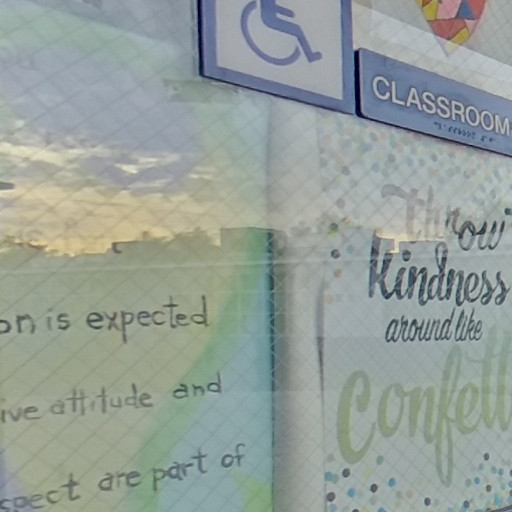 CLASSROOM
Throw
kindness
around like
Confett
on is expected
ive attitude and
spect are part of